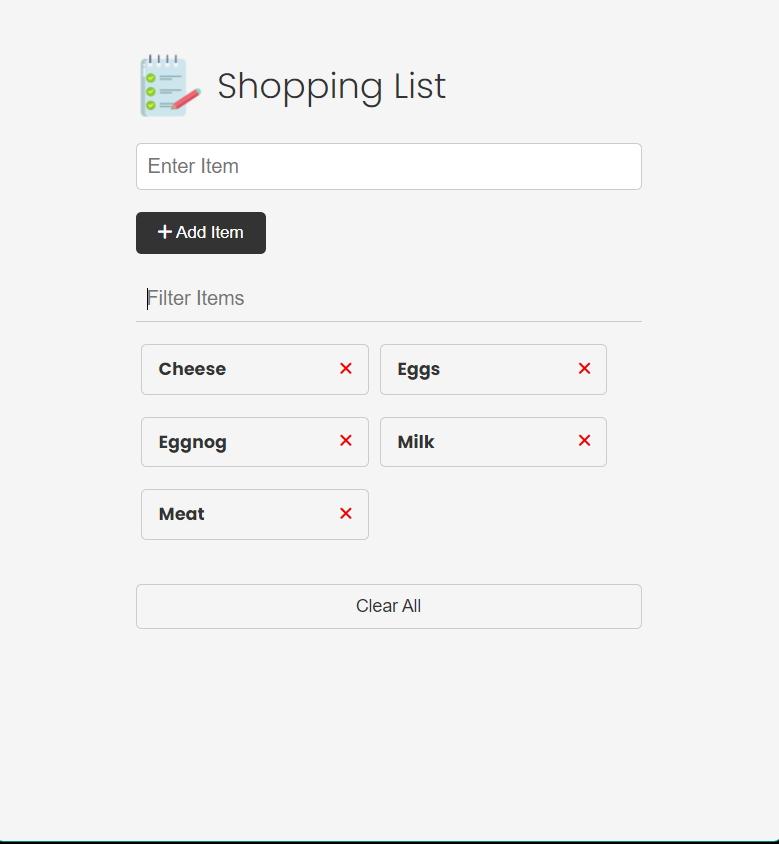 Shopping List
Enter Item
+ Add Item
Filter Items
Cheese ✕ Eggs ✕
Eggnog ✕ Milk ✕
Meat ✕
Clear All